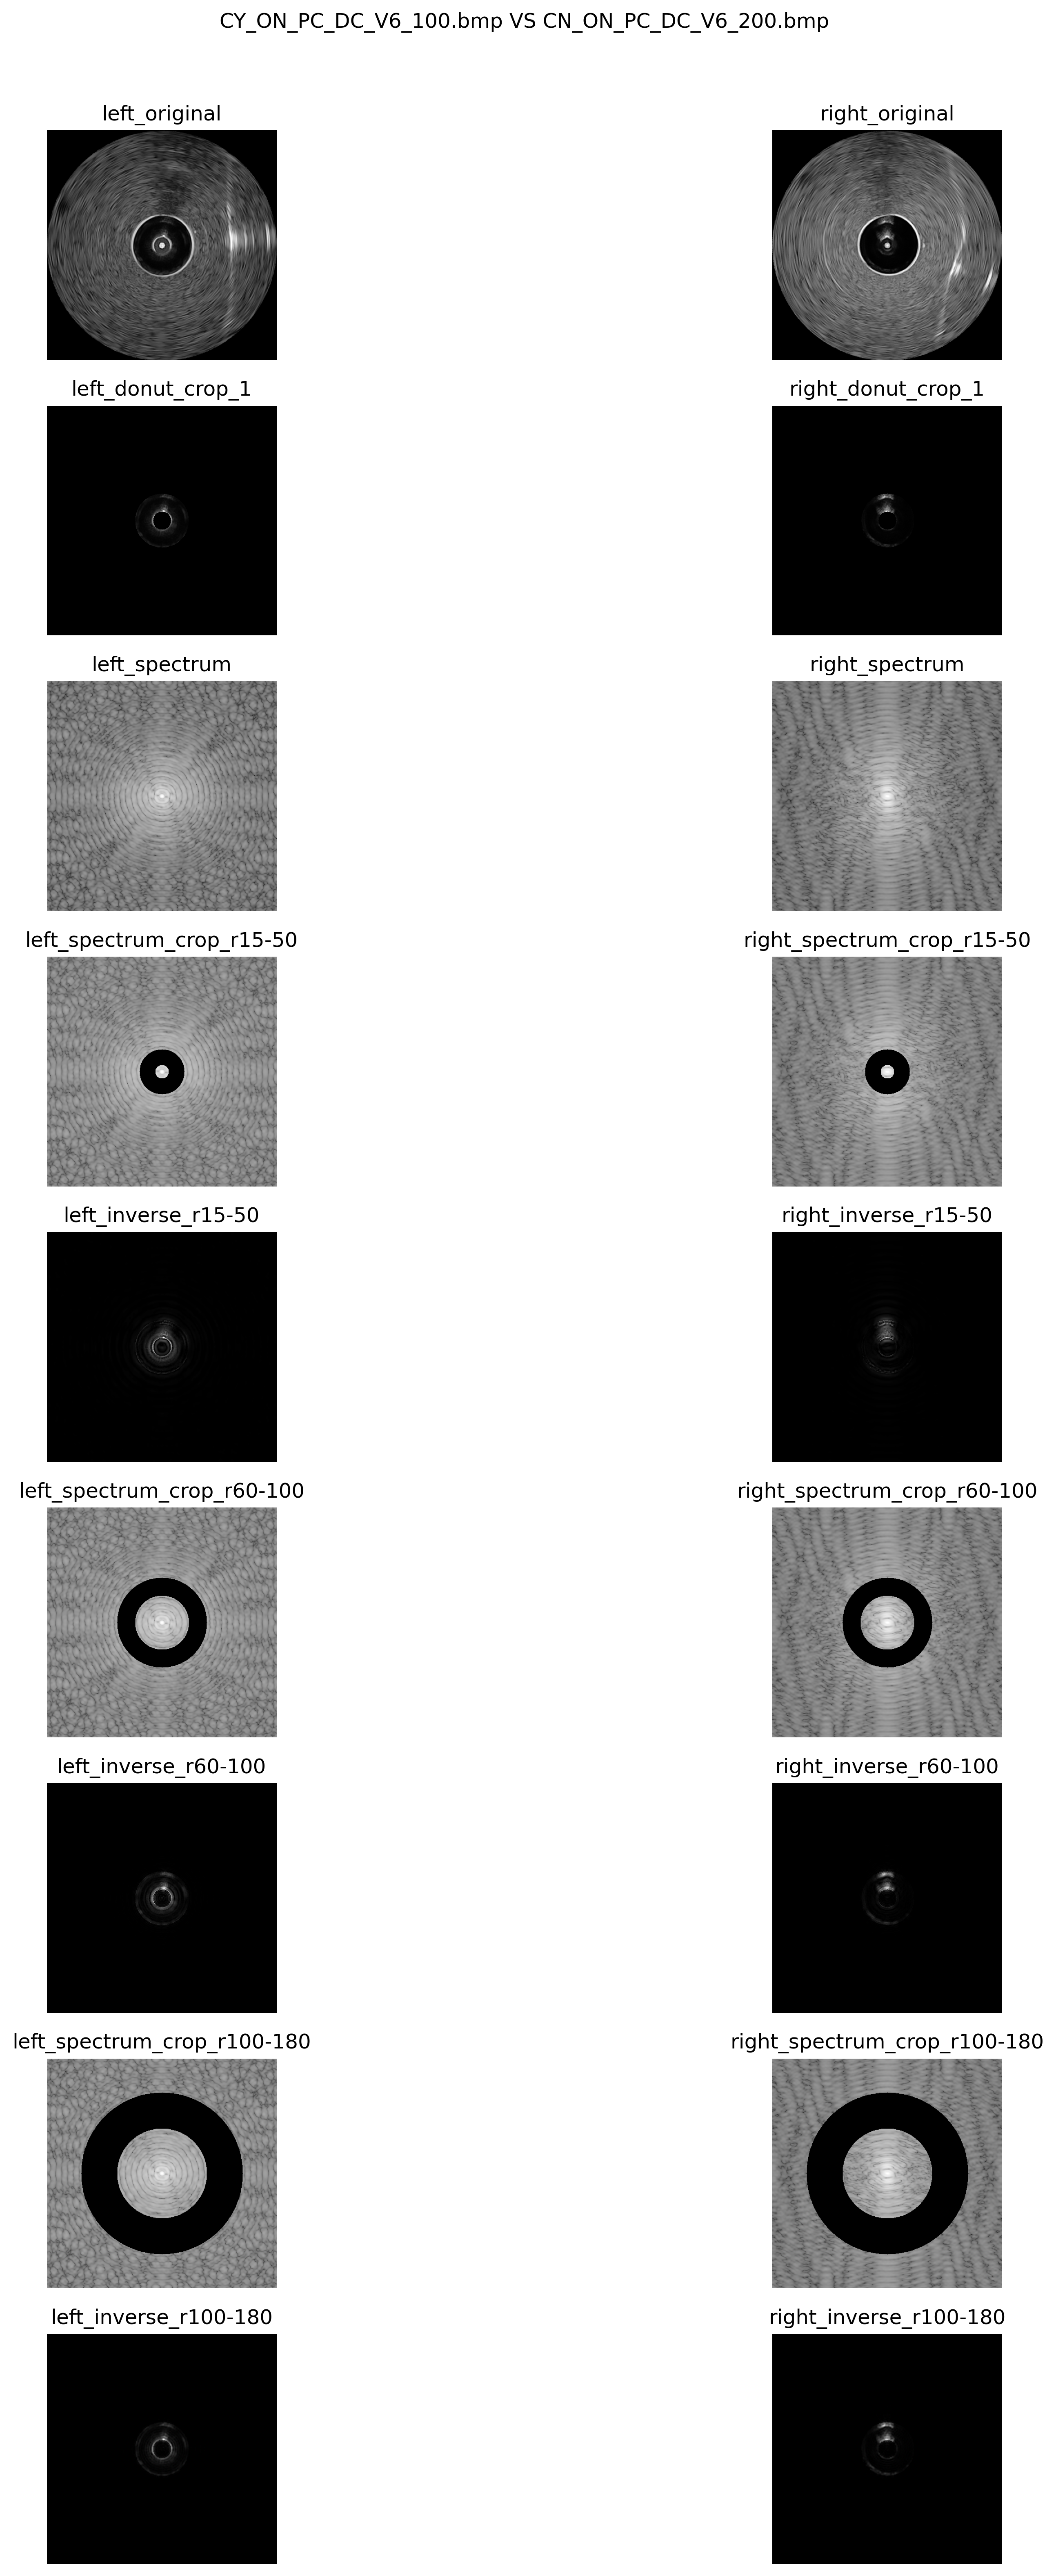 CY_ON_PC_DC_V6_100.bmp VS CN_ON_PC_DC_V6_200.bmp
left_original
right_original
left_donut_crop_1
right_donut_crop_1
left_spectrum
right_spectrum
left_spectrum_crop_r15-50
right_spectrum_crop_r15-50
left_inverse_r15-50
right_inverse_r15-50
left_spectrum_crop_r60-100
right_spectrum_crop_r60-100
left_inverse_r60-100
right_inverse_r60-100
left_spectrum_crop_r100-180
right_spectrum_crop_r100-180
left_inverse_r100-180
right_inverse_r100-180